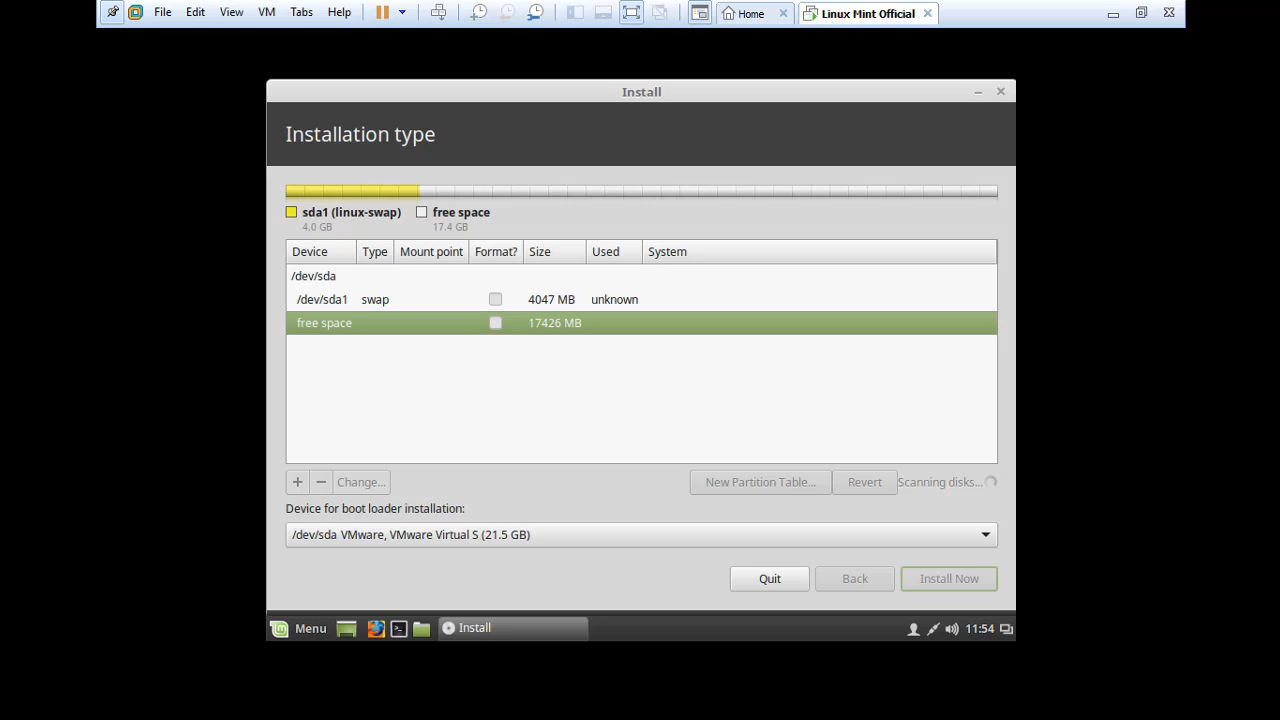 File Edit View VM Tabs Help Home Linux Mint Official
Install
Installation type
sda1 (linux-swap) free space
4.0 GB 17.4 GB
Device Type Mount point Format? Size Used System
/dev/sda
/dev/sda1 swap 4047 MB unknown
free space 17426 MB
+ − Change... New Partition Table... Revert Scanning disks...
Device for boot loader installation:
/dev/sda VMware, VMware Virtual S (21.5 GB)
Quit Back Install Now
Menu Install 11:54